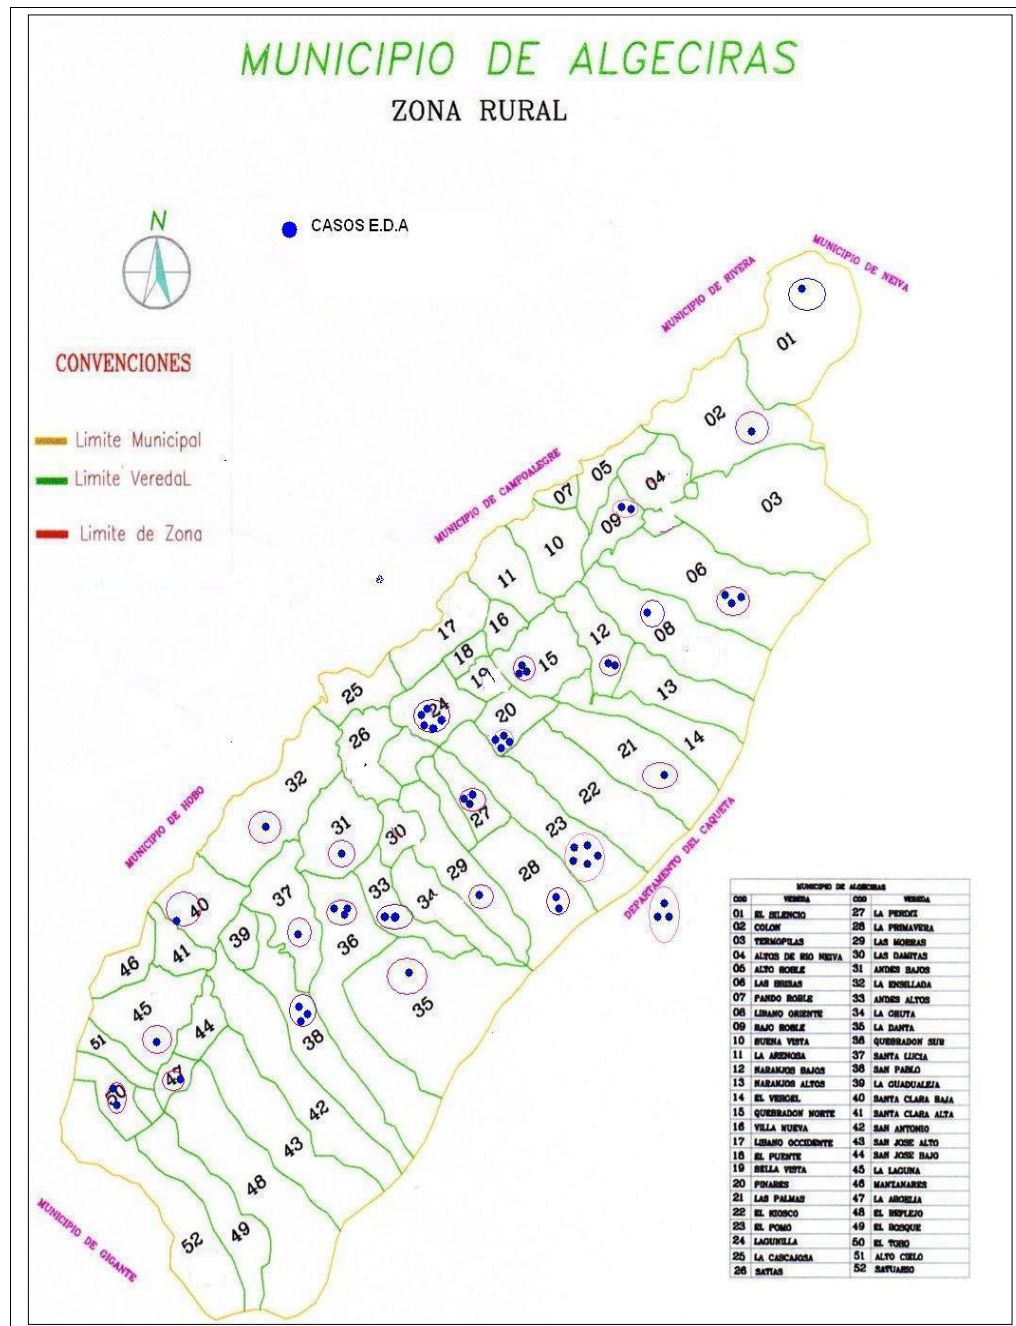 MUNICIPIO DE ALGECIRAS
ZONA RURAL
N
CASOS E.D.A
MUNICIPIO DE RIVERA
MUNICIPIO DE NEIVA
CONVENCIONES
Limite Municipal
Limite VeredaL
Limite de Zona
MUNICIPIO DE CAMPOALEGRE
MUNICIPIO DE HOBO
DEPARTAMENTO DEL CAQUETA
MUNICIPIO DE GIGANTE
01
02
03
04
05
07
09
10
06
11
08
12
17
16
18
19
15
13
25
24
20
14
21
26
22
32
31
30
27
23
29
28
37
33
34
40
39
36
41
46
35
45
44
38
51
47
50
42
43
48
49
52
MUNICIPIO DE ALGECIRAS
COD VEREDA COD VEREDA
01 EL SILENCIO 27 LA PERDIZ
02 COLON 28 LA PRIMAVERA
03 TERMOPILAS 29 LAS MORRAS
04 ALTOS DE RIO NEIVA 30 LAS DAMITAS
05 ALTO ROBLE 31 ANDES BAJOS
06 LAS BRISAS 32 LA ENSILLADA
07 PANDO ROBLE 33 ANDES ALTOS
08 LIBANO ORIENTE 34 LA GRUTA
09 BAJO ROBLE 35 LA DANTA
10 BUENA VISTA 36 QUEBRADON SUR
11 LA ARENOSA 37 SANTA LUCIA
12 NARANJOS BAJOS 38 SAN PABLO
13 NARANJOS ALTOS 39 LA GUADUALEJA
14 EL VERGEL 40 SANTA CLARA BAJA
15 QUEBRADON NORTE 41 SANTA CLARA ALTA
16 VILLA NUEVA 42 SAN ANTONIO
17 LIBANO OCCIDENTE 43 SAN JOSE ALTO
18 EL PUENTE 44 SAN JOSE BAJO
19 BELLA VISTA 45 LA LAGUNA
20 PINARES 46 MANZANARES
21 LAS PALMAS 47 LA ARGELIA
22 EL KIOSCO 48 EL REFLEJO
23 EL POMO 49 EL BOSQUE
24 LAGUNILLA 50 EL TORO
25 LA CASCAJOSA 51 ALTO CIELO
26 SATIAS 52 SATUARIO